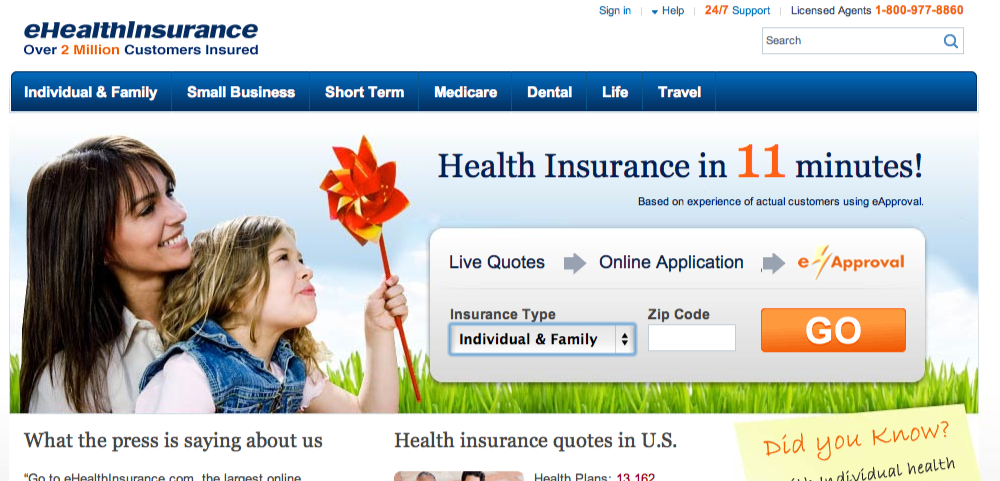 eHealthInsurance
Over 2 Million Customers Insured
Sign in | Help | 24/7 Support | Licensed Agents 1-800-977-8860
Search
Individual & Family Small Business Short Term Medicare Dental Life Travel
Health Insurance in 11 minutes!
Based on experience of actual customers using eApproval.
Live Quotes Online Application eApproval
Insurance Type Zip Code
Individual & Family GO
What the press is saying about us
"Go to eHealthInsurance.com, the largest online
Health insurance quotes in U.S.
Health Plans: 13,162
Did you Know?
Individual health